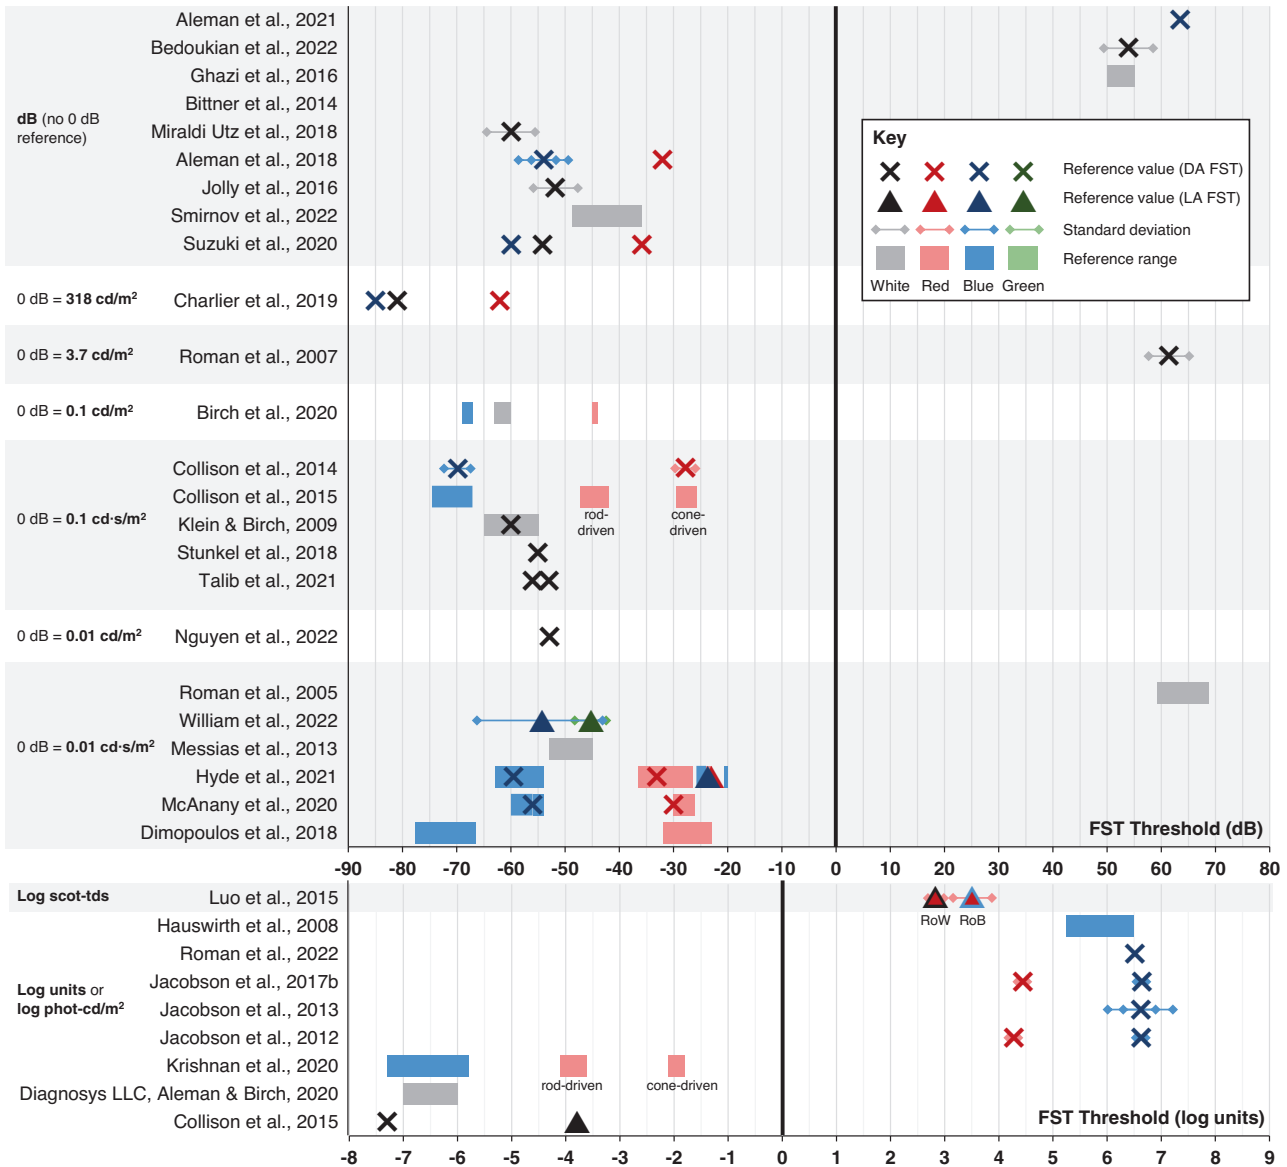 Aleman et al., 2021
Bedoukian et al., 2022
Ghazi et al., 2016
Bittner et al., 2014
dB (no 0 dB
reference)
Miraldi Utz et al., 2018
Aleman et al., 2018
Jolly et al., 2016
Smirnov et al., 2022
Suzuki et al., 2020
Key
Reference value (DA FST)
Reference value (LA FST)
Standard deviation
Reference range
White Red Blue Green
0 dB = 318 cd/m² Charlier et al., 2019
0 dB = 3.7 cd/m² Roman et al., 2007
0 dB = 0.1 cd/m² Birch et al., 2020
Collison et al., 2014
Collison et al., 2015
0 dB = 0.1 cd·s/m²
Klein & Birch, 2009
rod-
driven
cone-
driven
Stunkel et al., 2018
Talib et al., 2021
0 dB = 0.01 cd/m² Nguyen et al., 2022
Roman et al., 2005
William et al., 2022
0 dB = 0.01 cd·s/m² Messias et al., 2013
Hyde et al., 2021
McAnany et al., 2020
Dimopoulos et al., 2018
FST Threshold (dB)
-90 -80 -70 -60 -50 -40 -30 -20 -10 0 10 20 30 40 50 60 70 80
Log scot-tds Luo et al., 2015
RoW RoB
Hauswirth et al., 2008
Roman et al., 2022
Log units or
log phot-cd/m²
Jacobson et al., 2017b
Jacobson et al., 2013
Jacobson et al., 2012
Krishnan et al., 2020
rod-driven cone-driven
Diagnosys LLC, Aleman & Birch, 2020
Collison et al., 2015
FST Threshold (log units)
-8 -7 -6 -5 -4 -3 -2 -1 0 1 2 3 4 5 6 7 8 9